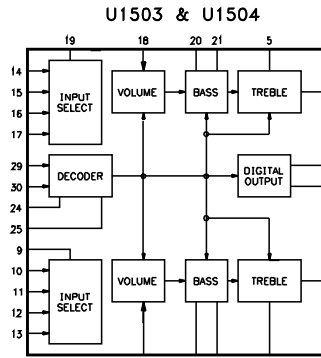 U1503 & U1504
19
18
20
21
5
14
15
16
17
INPUT
SELECT
VOLUME
BASS
TREBLE
29
30
24
25
DECODER
DIGITAL
OUTPUT
9
10
11
12
13
INPUT
SELECT
VOLUME
BASS
TREBLE